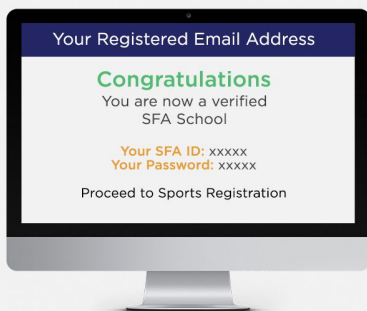 Your Registered Email Address
Congratulations
You are now a verified
SFA School
Your SFA ID: xxxxx
Your Password: xxxxx
Proceed to Sports Registration